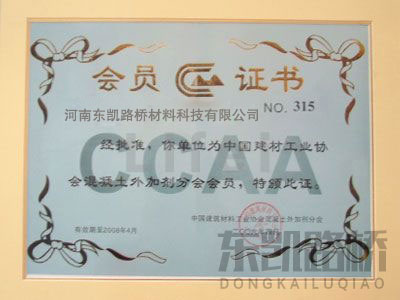 会员 证书
河南东凯路桥材料科技有限公司 NO. 315
CCAA
经批准，你单位为中国建材工业协
会混凝土外加剂分会会员，特颁此证。
中国建筑材料工业协会混凝土外加剂分会
有效期至2008年4月
东凯路桥
DONGKAILUQIAO